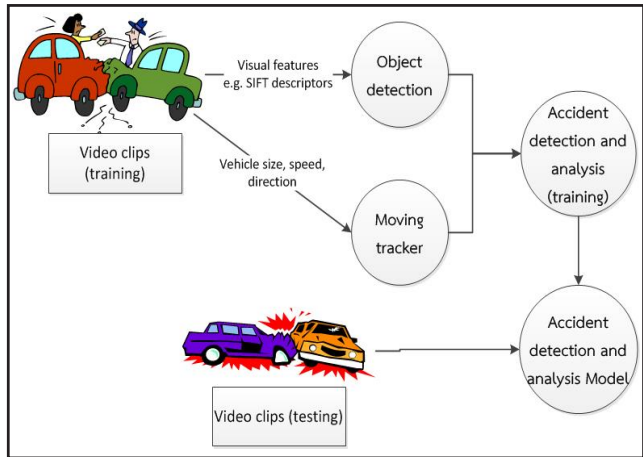 Visual features
e.g. SIFT descriptors
Object
detection
Video clips
(training)
Vehicle size, speed,
direction
Moving
tracker
Accident
detection and
analysis
(training)
Accident
detection and
analysis Model
Video clips (testing)